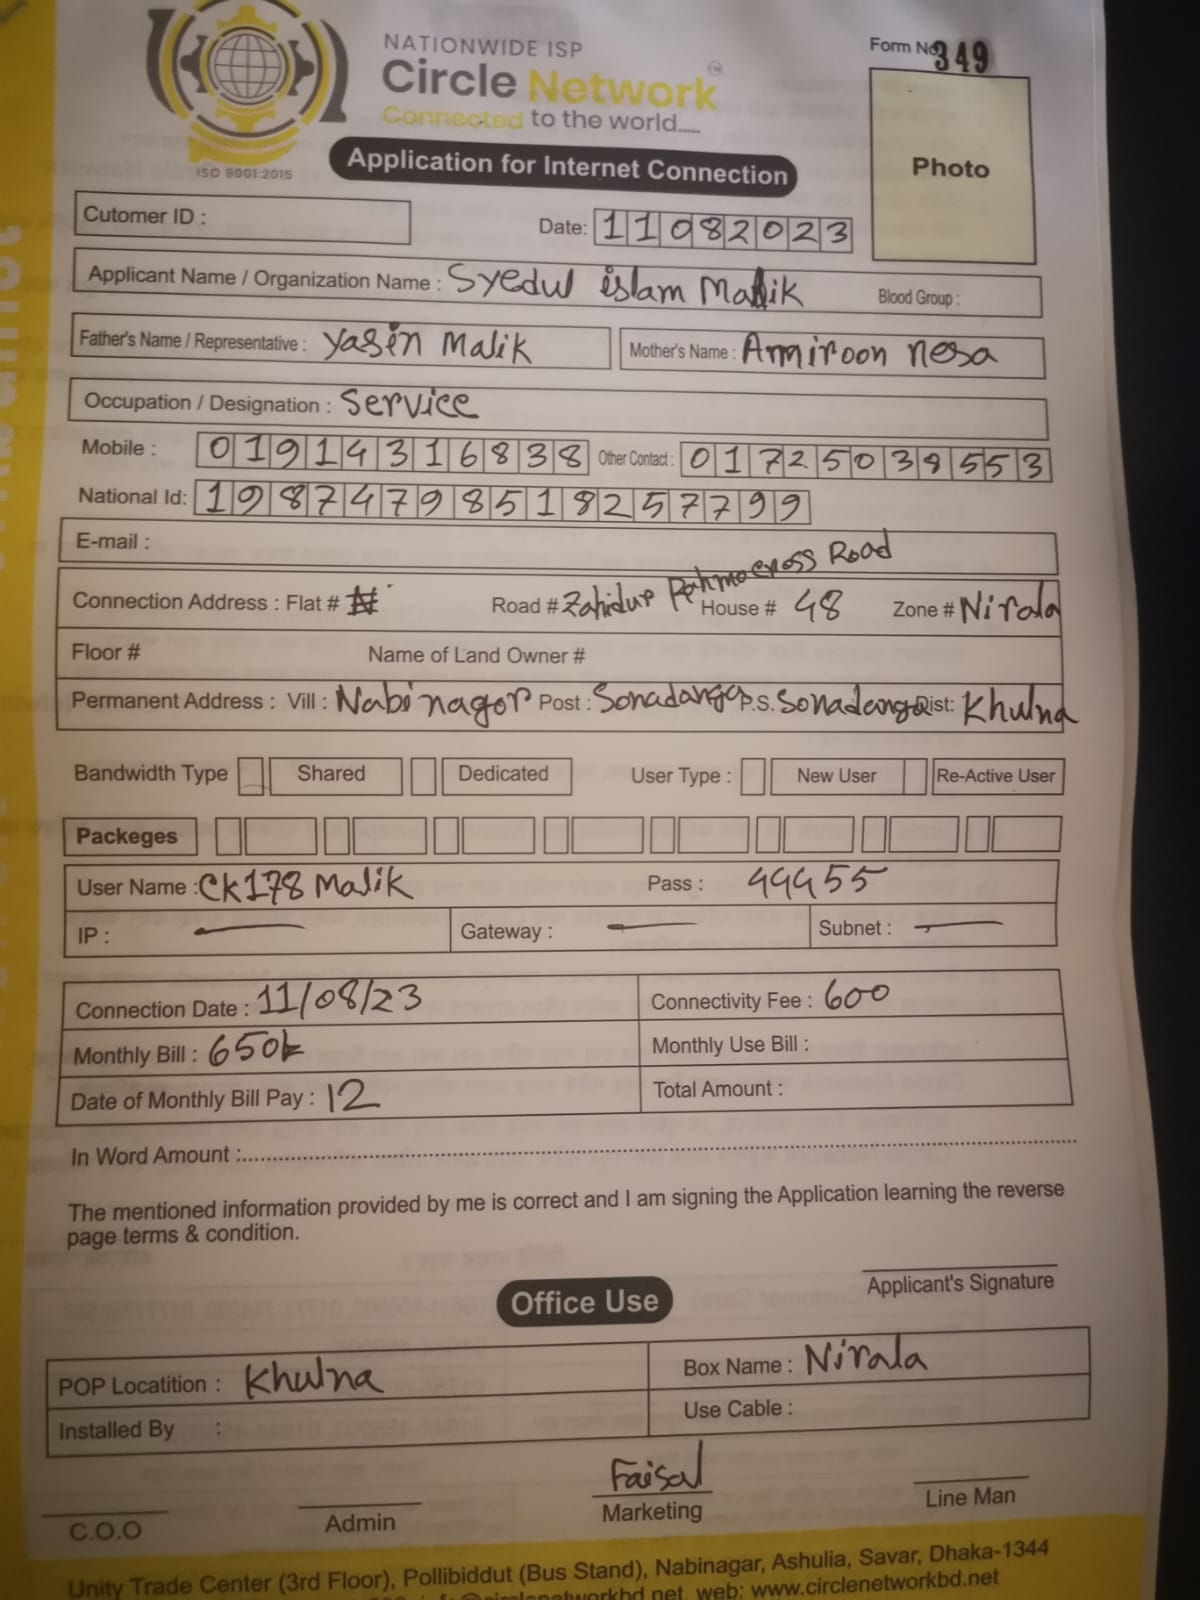 NATIONWIDE ISP
Circle Network
Connected to the world.....
ISO 9001:2015
Form No 349
Photo
Application for Internet Connection
Cutomer ID :
Date: 11082023
Applicant Name / Organization Name : Syedul islam Malik Blood Group :
Father's Name / Representative : Yasin Malik Mother's Name : Amiroon nesa
Occupation / Designation : Service
Mobile : 01914316838 Other Contact : 01725039553
National Id: 19874798518257799
E-mail :
Connection Address : Flat # Road # Zahidur Rahmo cross Road House # 48 Zone # Nirala
Floor # Name of Land Owner #
Permanent Address : Vill : Nabinagor Post : Sonadanga P.S. Sonadanga Dist: Khulna
Bandwidth Type Shared Dedicated User Type : New User Re-Active User
Packeges
User Name : CK178 Malik Pass : 44455
IP : — Gateway : — Subnet : —
Connection Date : 11/08/23 Connectivity Fee : 600
Monthly Bill : 650 Monthly Use Bill :
Date of Monthly Bill Pay : 12 Total Amount :
In Word Amount :
The mentioned information provided by me is correct and I am signing the Application learning the reverse
page terms & condition.
Applicant's Signature
Office Use
POP Locatition : Khulna Box Name : Nirala
Installed By : Use Cable :
Faisal
C.O.O Admin Marketing Line Man
Unity Trade Center (3rd Floor), Pollibiddut (Bus Stand), Nabinagar, Ashulia, Savar, Dhaka-1344
web: www.circlenetworkbd.net